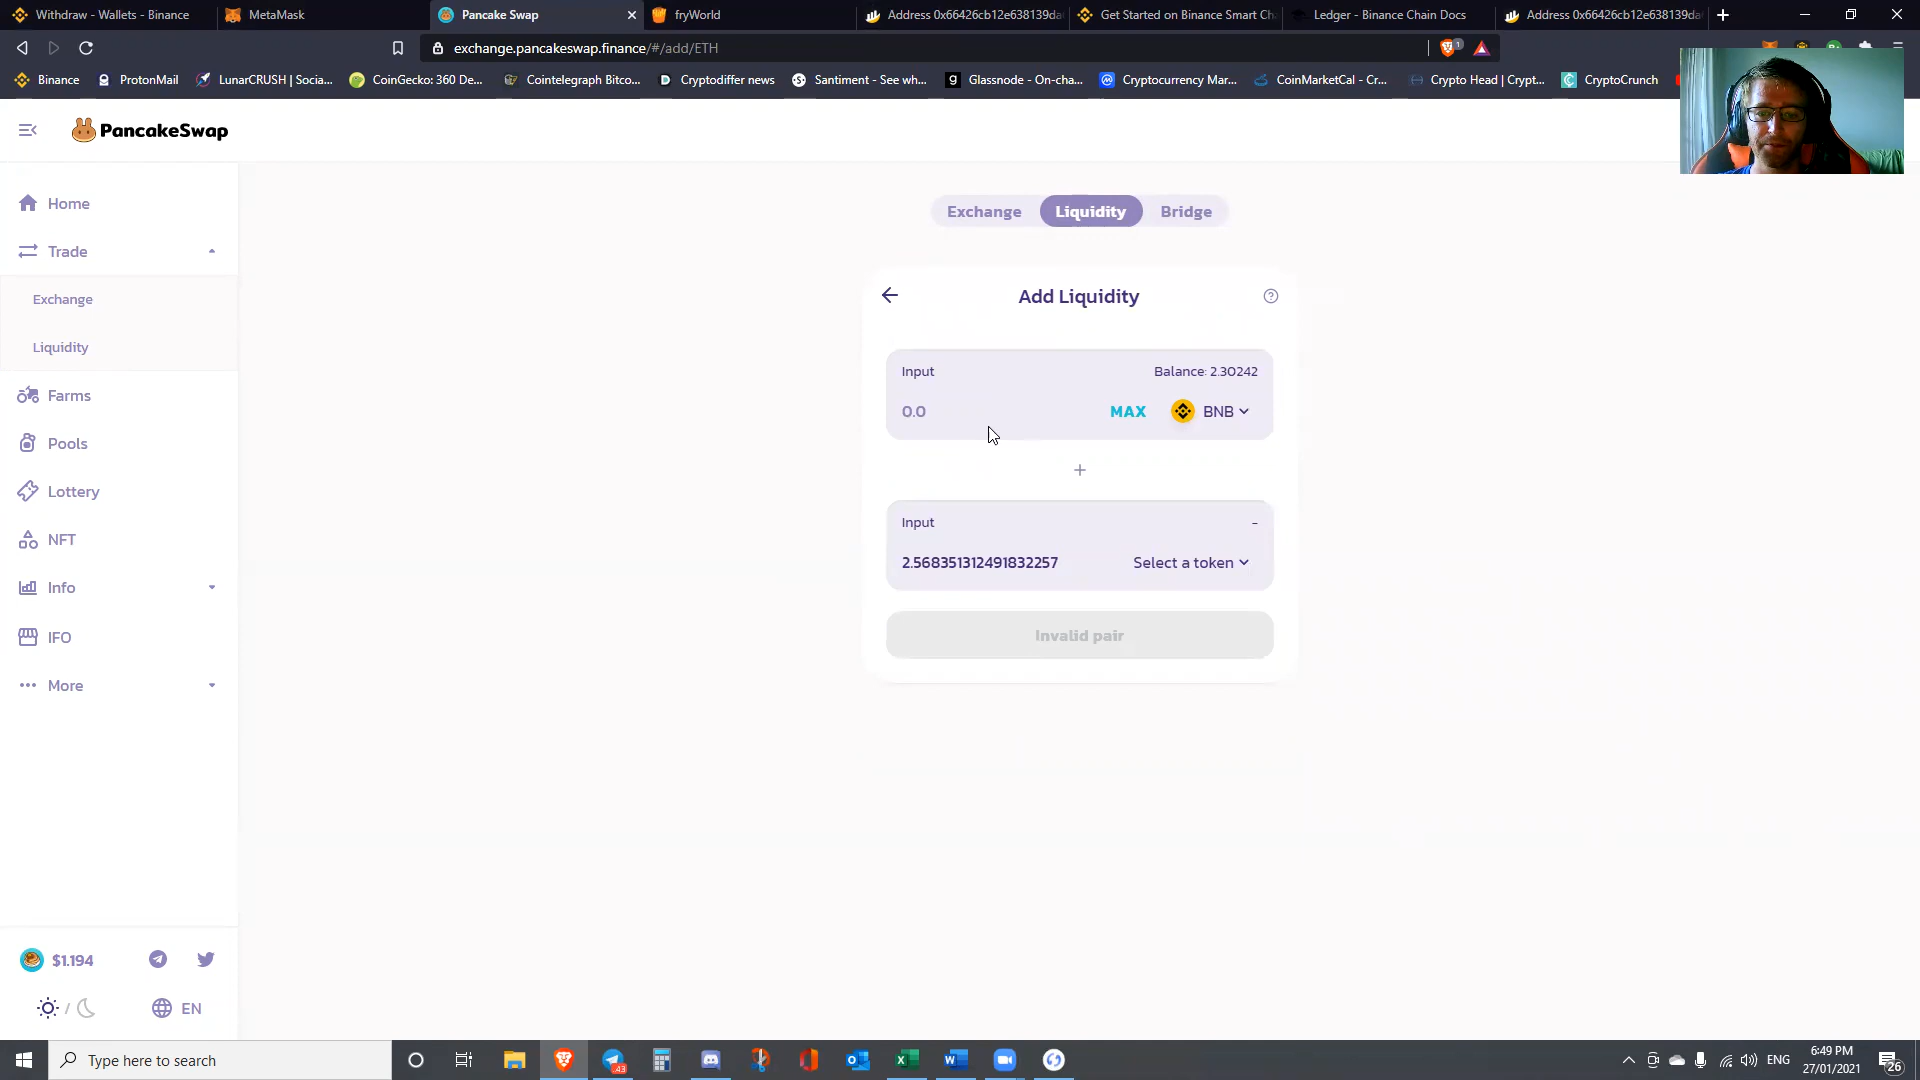 Withdraw - Wallets - Binance
MetaMask
Pancake Swap
fryWorld
Address 0x66426cb12e638139da
Get Started on Binance Smart Ch
Ledger - Binance Chain Docs
Address 0x66426cb12e638139da
exchange.pancakeswap.finance/#/add/ETH
1
Binance
ProtonMail
LunarCRUSH | Socia...
CoinGecko: 360 De...
Cointelegraph Bitco...
Cryptodiffer news
Santiment - See wh...
Glassnode - On-cha...
Cryptocurrency Mar...
CoinMarketCal - Cr...
Crypto Head | Crypt...
CryptoCrunch
PancakeSwap
Home
Trade
Exchange
Liquidity
Farms
Pools
Lottery
NFT
Info
IFO
More
$1.194
/
EN
Exchange
Liquidity
Bridge
Add Liquidity
Input
Balance: 2.30242
0.0
MAX
BNB
+
Input
-
2.568351312491832257
Select a token
Invalid pair
Type here to search
43
ENG
6:49 PM
27/01/2021
26